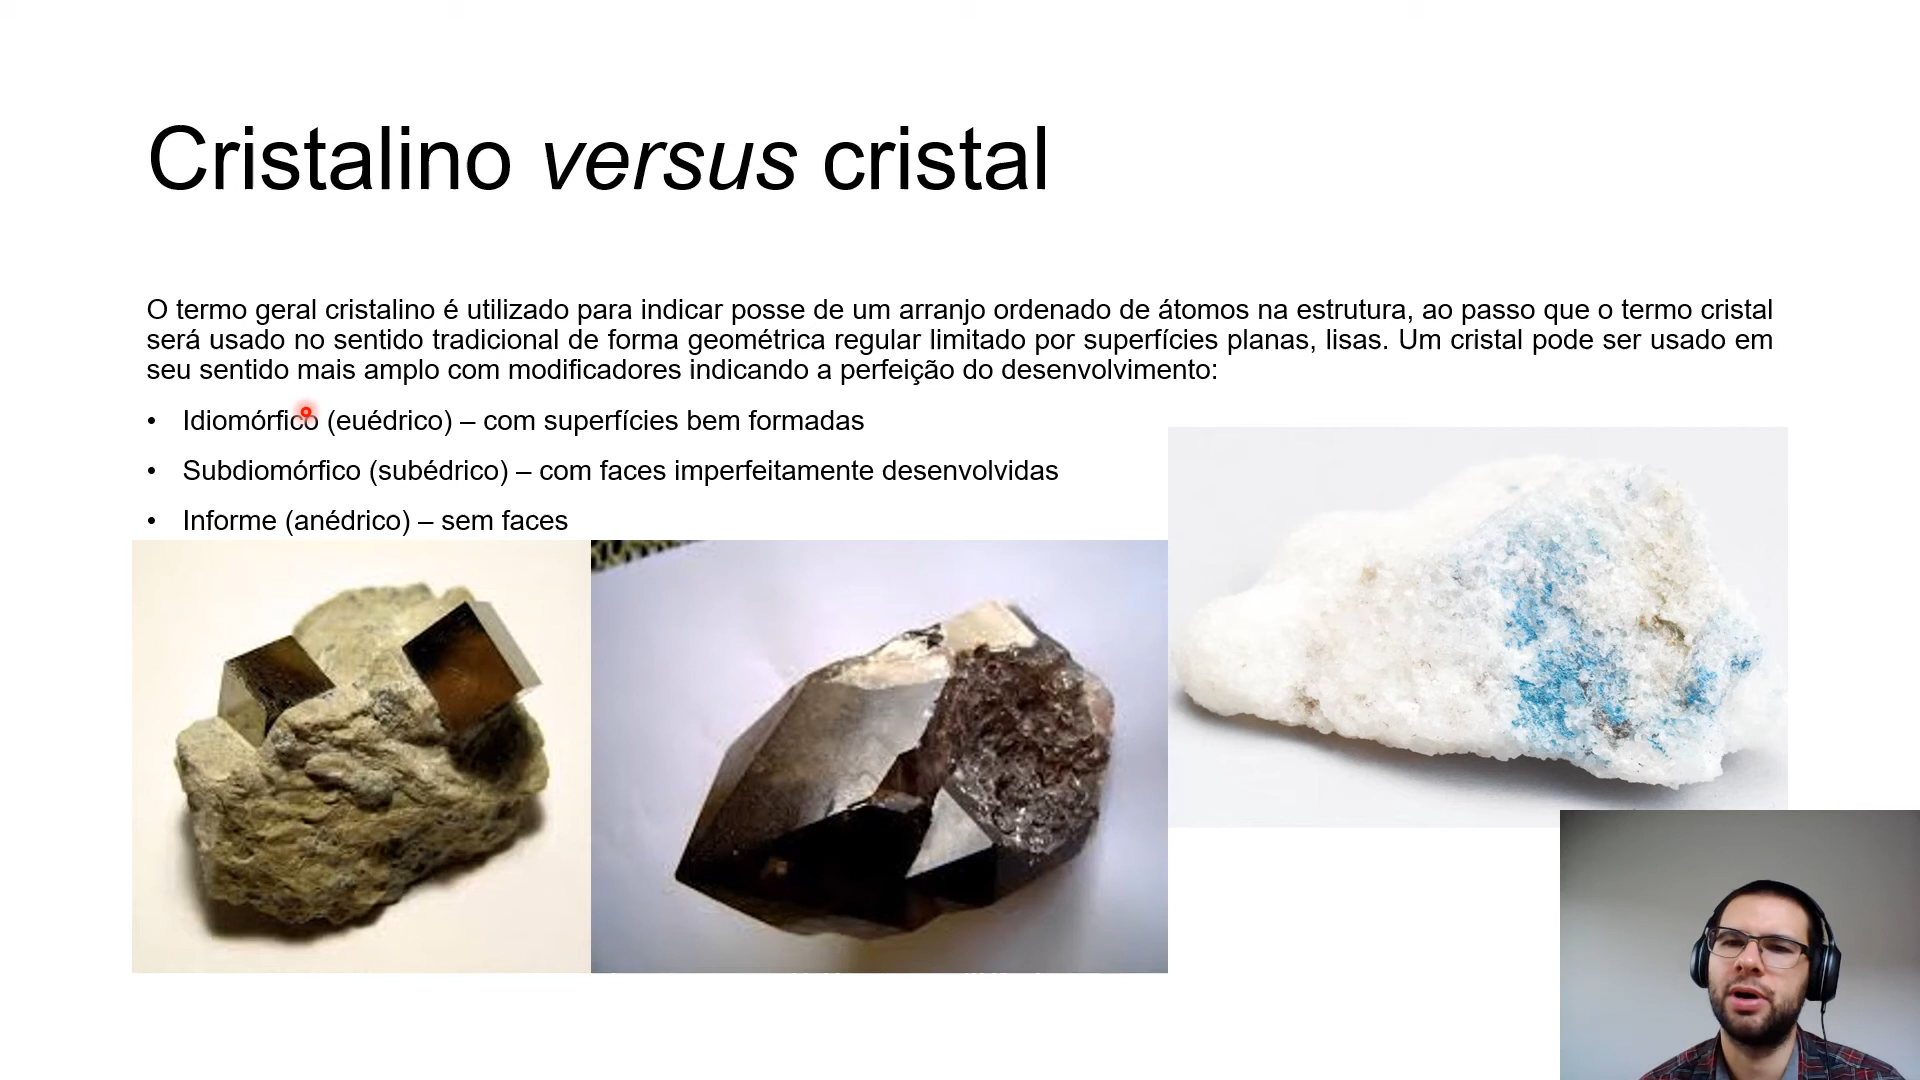 Cristalino versus cristal
O termo geral cristalino é utilizado para indicar posse de um arranjo ordenado de átomos na estrutura, ao passo que o termo cristal
será usado no sentido tradicional de forma geométrica regular limitado por superfícies planas, lisas. Um cristal pode ser usado em
seu sentido mais amplo com modificadores indicando a perfeição do desenvolvimento:
• Idiomórfico (euédrico) – com superfícies bem formadas
• Subdiomórfico (subédrico) – com faces imperfeitamente desenvolvidas
• Informe (anédrico) – sem faces